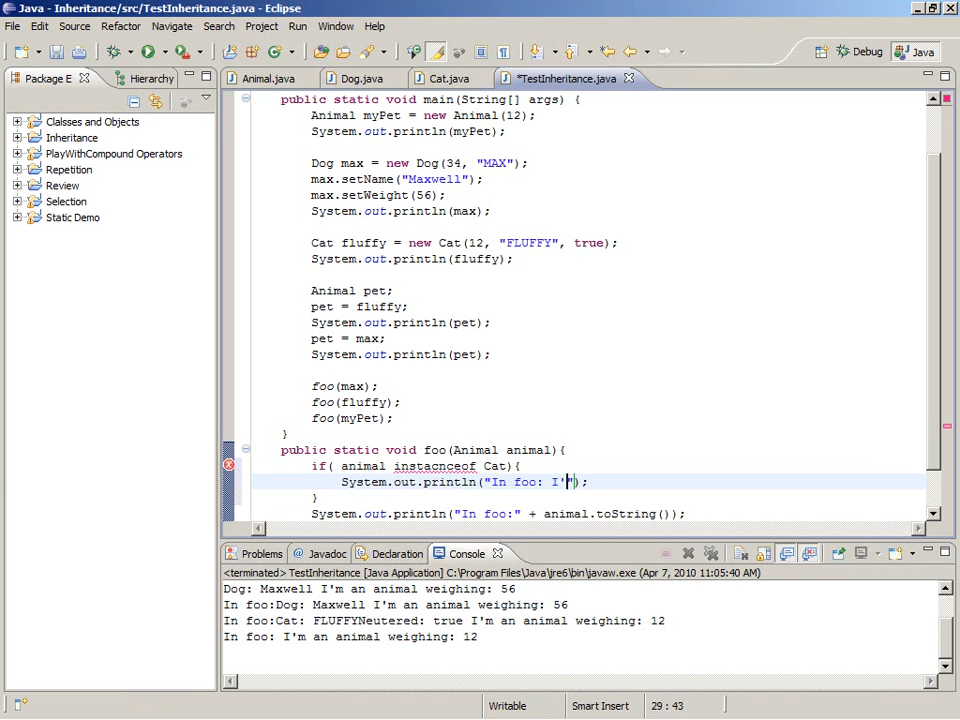 Java - Inheritance/src/TestInheritance.java - Eclipse
File Edit Source Refactor Navigate Search Project Run Window Help
Debug Java
Package E Hierarchy
Animal.java Dog.java Cat.java *TestInheritance.java
Calsses and Objects
Inheritance
PlayWithCompound Operators
Repetition
Review
Selection
Static Demo
public static void main(String[] args) {
Animal myPet = new Animal(12);
System.out.println(myPet);
Dog max = new Dog(34, "MAX");
max.setName("Maxwell");
max.setWeight(56);
System.out.println(max);
Cat fluffy = new Cat(12, "FLUFFY", true);
System.out.println(fluffy);
Animal pet;
pet = fluffy;
System.out.println(pet);
pet = max;
System.out.println(pet);
foo(max);
foo(fluffy);
foo(myPet);
}
public static void foo(Animal animal){
if( animal instacnceof Cat){
System.out.println("In foo: I'");
}
System.out.println("In foo:" + animal.toString());
Problems Javadoc Declaration Console
<terminated> TestInheritance [Java Application] C:\Program Files\Java\jre6\bin\javaw.exe (Apr 7, 2010 11:05:40 AM)
Dog: Maxwell I'm an animal weighing: 56
In foo:Dog: Maxwell I'm an animal weighing: 56
In foo:Cat: FLUFFYNeutered: true I'm an animal weighing: 12
In foo: I'm an animal weighing: 12
Writable Smart Insert 29 : 43